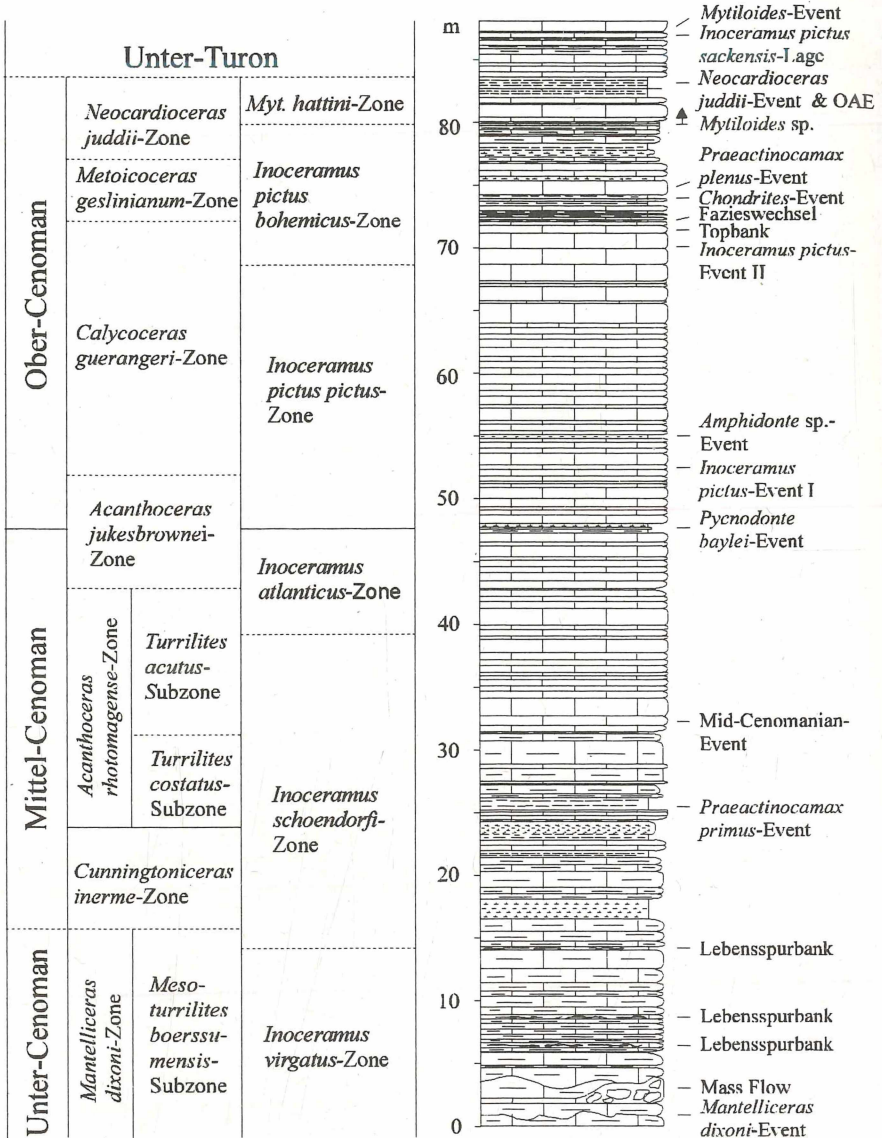 Unter-Turon
Ober-Cenoman
Mittel-Cenoman
Unter-Cenoman
Neocardioceras
juddii-Zone
Metoicoceras
geslinianum-Zone
Calycoceras
guerangeri-Zone
Acanthoceras
jukesbrownei-
Zone
Acanthoceras
rhotomagense-Zone
Turrilites
acutus-
Subzone
Turrilites
costatus-
Subzone
Cunningtoniceras
inerme-Zone
Mantelliceras
dixoni-Zone
Meso-
turrilites
boerssu-
mensis-
Subzone
Myt. hattini-Zone
Inoceramus
pictus
bohemicus-Zone
Inoceramus
pictus pictus-
Zone
Inoceramus
atlanticus-Zone
Inoceramus
schoendorfi-
Zone
Inoceramus
virgatus-Zone
m
80
70
60
50
40
30
20
10
0
Mytiloides-Event
Inoceramus pictus
sackensis-Lage
Neocardioceras
juddii-Event & OAE
Mytiloides sp.
Praeactinocamax
plenus-Event
Chondrites-Event
Fazieswechsel
Topbank
Inoceramus pictus-
Event II
Amphidonte sp.-
Event
Inoceramus
pictus-Event I
Pycnodonte
baylei-Event
Mid-Cenomanian-
Event
Praeactinocamax
primus-Event
Lebensspurbank
Lebensspurbank
Lebensspurbank
Mass Flow
Mantelliceras
dixoni-Event